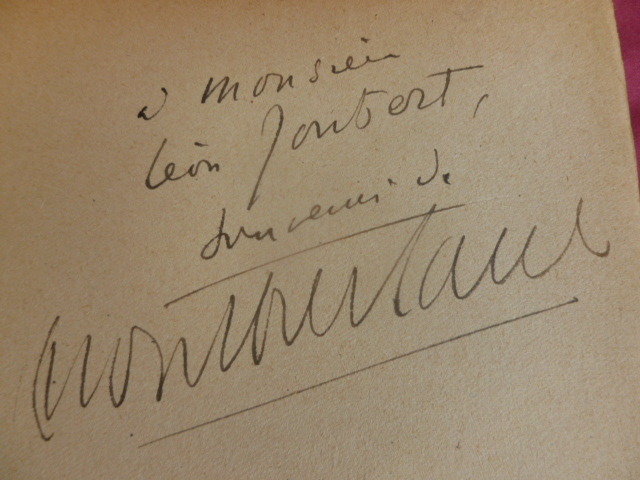 à monsieur
Léon Joubert,
souvenir de
Montherlant